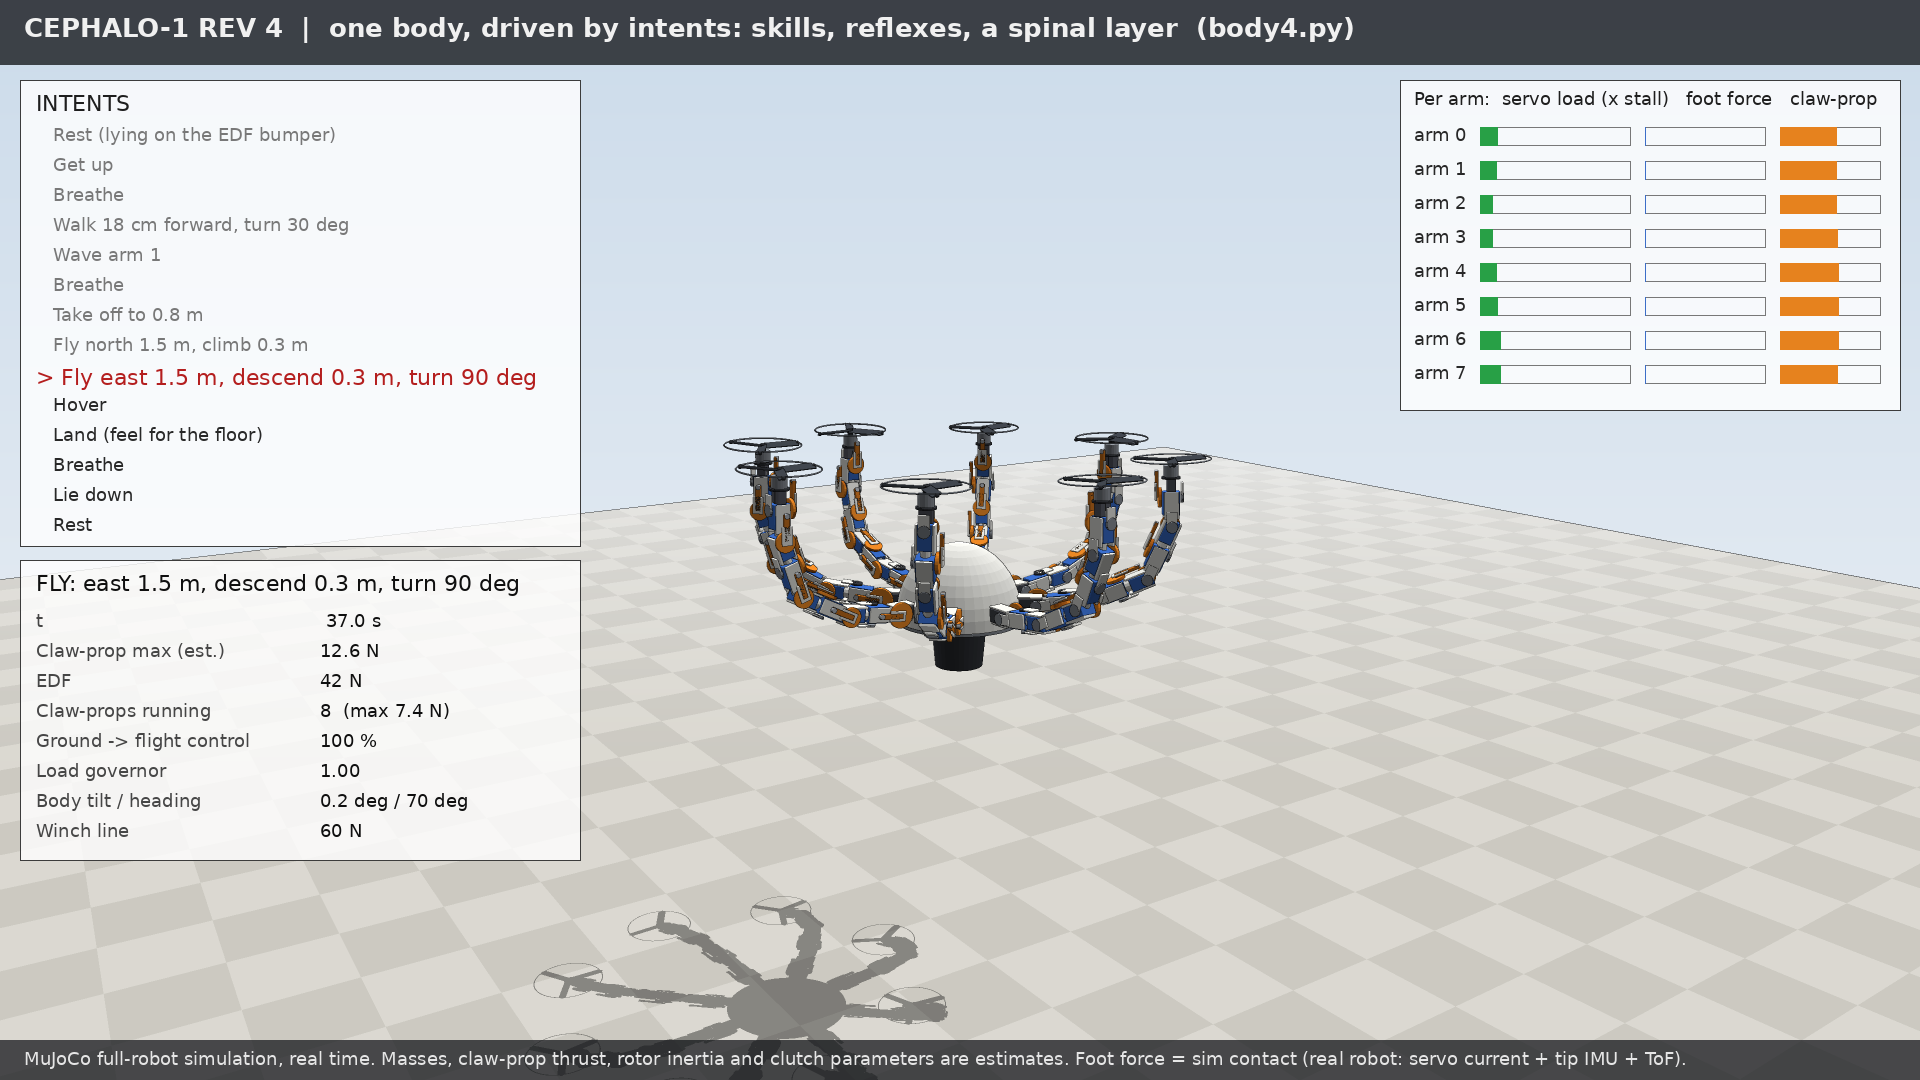 CEPHALO-1 REV 4 | one body, driven by intents: skills, reflexes, a spinal layer (body4.py)
INTENTS
Rest (lying on the EDF bumper)
Get up
Breathe
Walk 18 cm forward, turn 30 deg
Wave arm 1
Breathe
Take off to 0.8 m
Fly north 1.5 m, climb 0.3 m
> Fly east 1.5 m, descend 0.3 m, turn 90 deg
Hover
Land (feel for the floor)
Breathe
Lie down
Rest
FLY: east 1.5 m, descend 0.3 m, turn 90 deg
t 37.0 s
Claw-prop max (est.) 12.6 N
EDF 42 N
Claw-props running 8 (max 7.4 N)
Ground -> flight control 100 %
Load governor 1.00
Body tilt / heading 0.2 deg / 70 deg
Winch line 60 N
Per arm: servo load (x stall) foot force claw-prop
arm 0
arm 1
arm 2
arm 3
arm 4
arm 5
arm 6
arm 7
MuJoCo full-robot simulation, real time. Masses, claw-prop thrust, rotor inertia and clutch parameters are estimates. Foot force = sim contact (real robot: servo current + tip IMU + ToF).